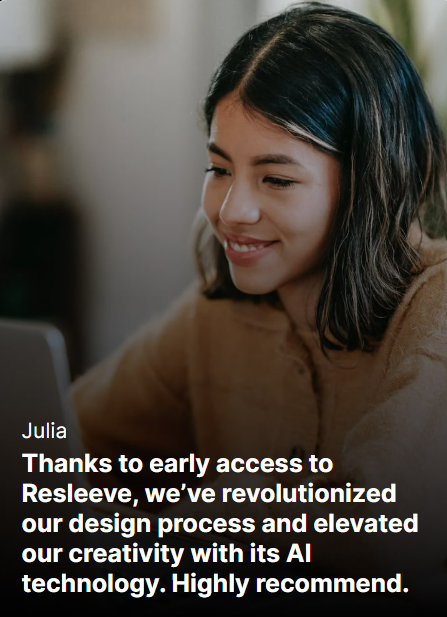 Julia
Thanks to early access to
Resleeve, we’ve revolutionized
our design process and elevated
our creativity with its AI
technology. Highly recommend.